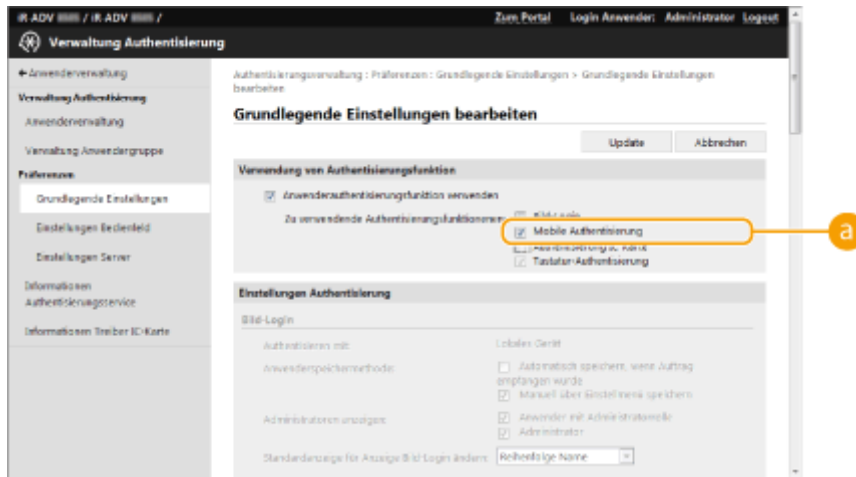 iR-ADV / iR ADV /
Zum Portal Login Anwender: Administrator Logout
Verwaltung Authentisierung
Anwenderverwaltung
Verwaltung Authentisierung
Anwenderverwaltung
Verwaltung Anwendergruppe
Präferenzen
Grundlegende Einstellungen
Einstellungen Bedienfeld
Einstellungen Server
Informationen
Authentisierungsservice
Informationen Treiber IC-Karte
Authentisierungsverwaltung : Präferenzen : Grundlegende Einstellungen > Grundlegende Einstellungen
bearbeiten
Grundlegende Einstellungen bearbeiten
Update Abbrechen
Verwendung von Authentisierungsfunktion
Anwenderauthentisierungsfunktion verwenden
Zu verwendende Authentisierungsfunktionen:
Bild-Login
Mobile Authentisierung
a
Tastatur-Authentisierung
Einstellungen Authentisierung
Bild-Login
Authentisieren mit: Lokales Gerät
Anwenderspeichermethode: Automatisch speichern, wenn Auftrag
empfangen wurde
Manuell über Einstellmenü speichern
Administratoren anzeigen: Anwender mit Administratorrolle
Administrator
Standardanzeige für Anzeige Bild-Login ändern: Reihenfolge Name